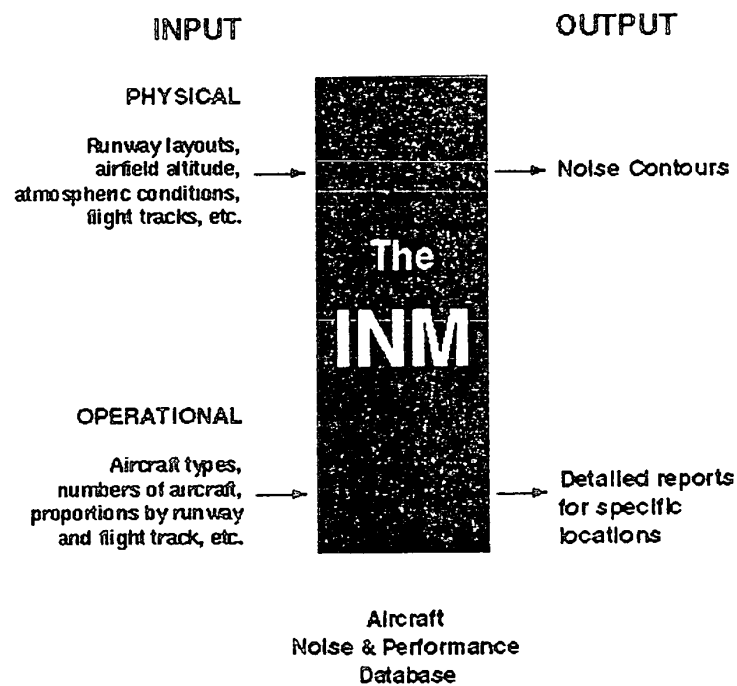 INPUT
OUTPUT
PHYSICAL
Runway layouts,
airfield altitude,
atmospheric conditions,
flight tracks, etc.
Noise Contours
The
INM
OPERATIONAL
Aircraft types,
numbers of aircraft,
proportions by runway
and flight track, etc.
Detailed reports
for specific
locations
Aircraft
Noise & Performance
Database